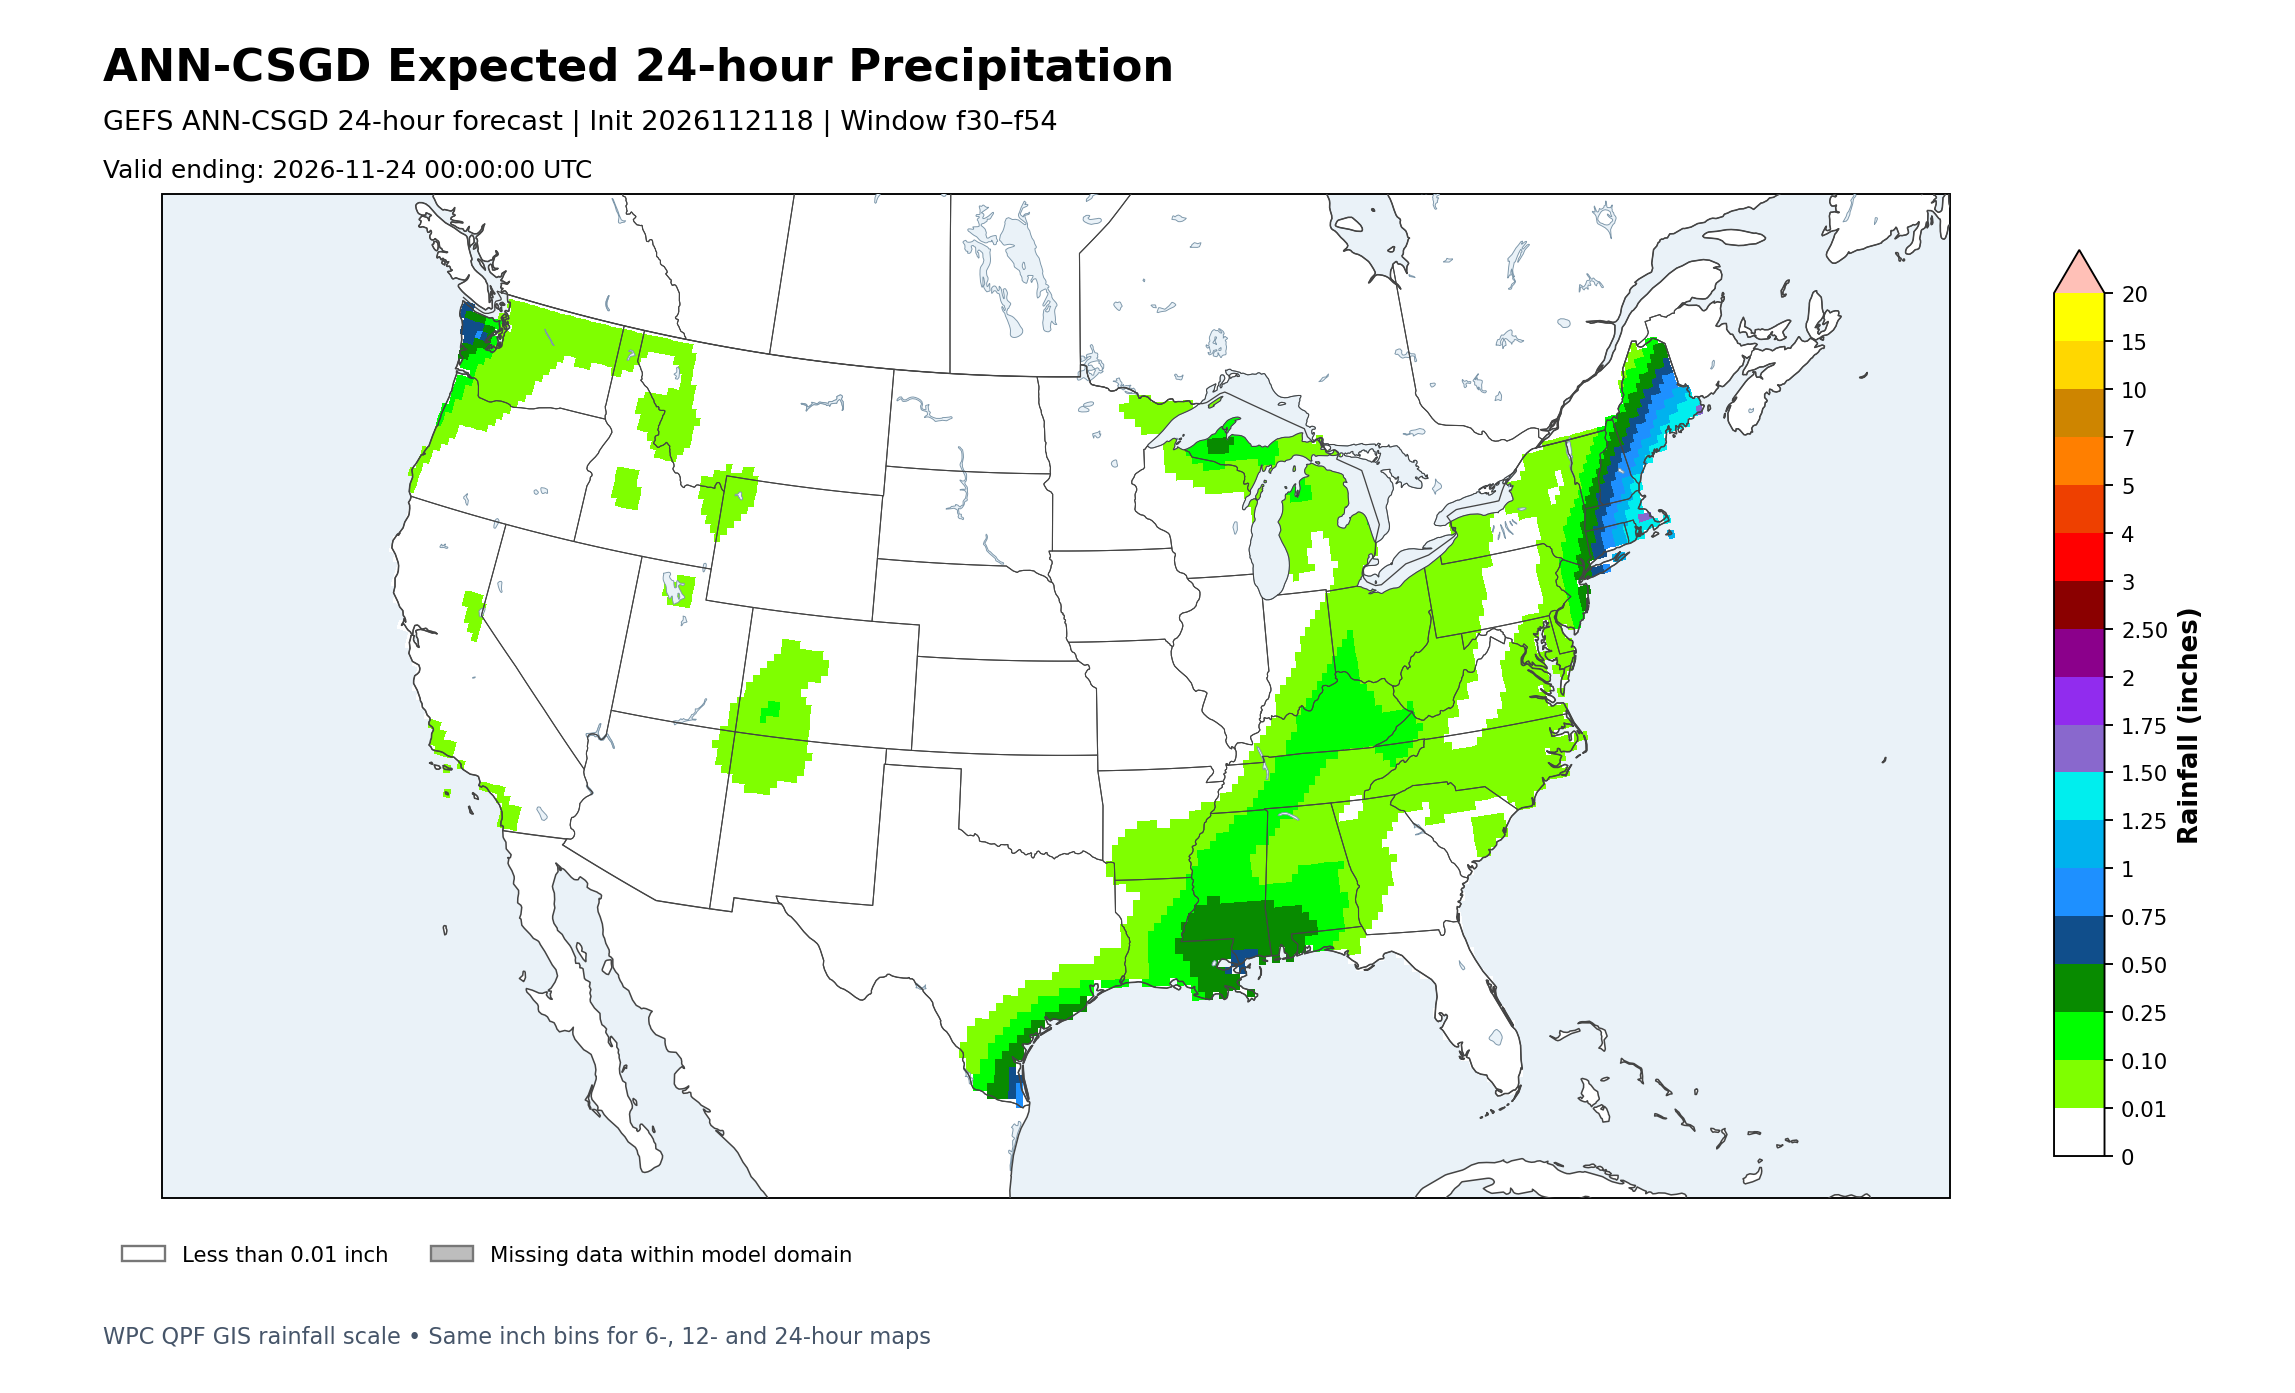 ANN-CSGD Expected 24-hour Precipitation
GEFS ANN-CSGD 24-hour forecast | Init 2026112118 | Window f30–f54
Valid ending: 2026-11-24 00:00:00 UTC
20
15
10
7
5
4
3
2.50
2
1.75
1.50
1.25
1
0.75
0.50
0.25
0.10
0.01
0
Rainfall (inches)
Less than 0.01 inch
Missing data within model domain
WPC QPF GIS rainfall scale • Same inch bins for 6-, 12- and 24-hour maps